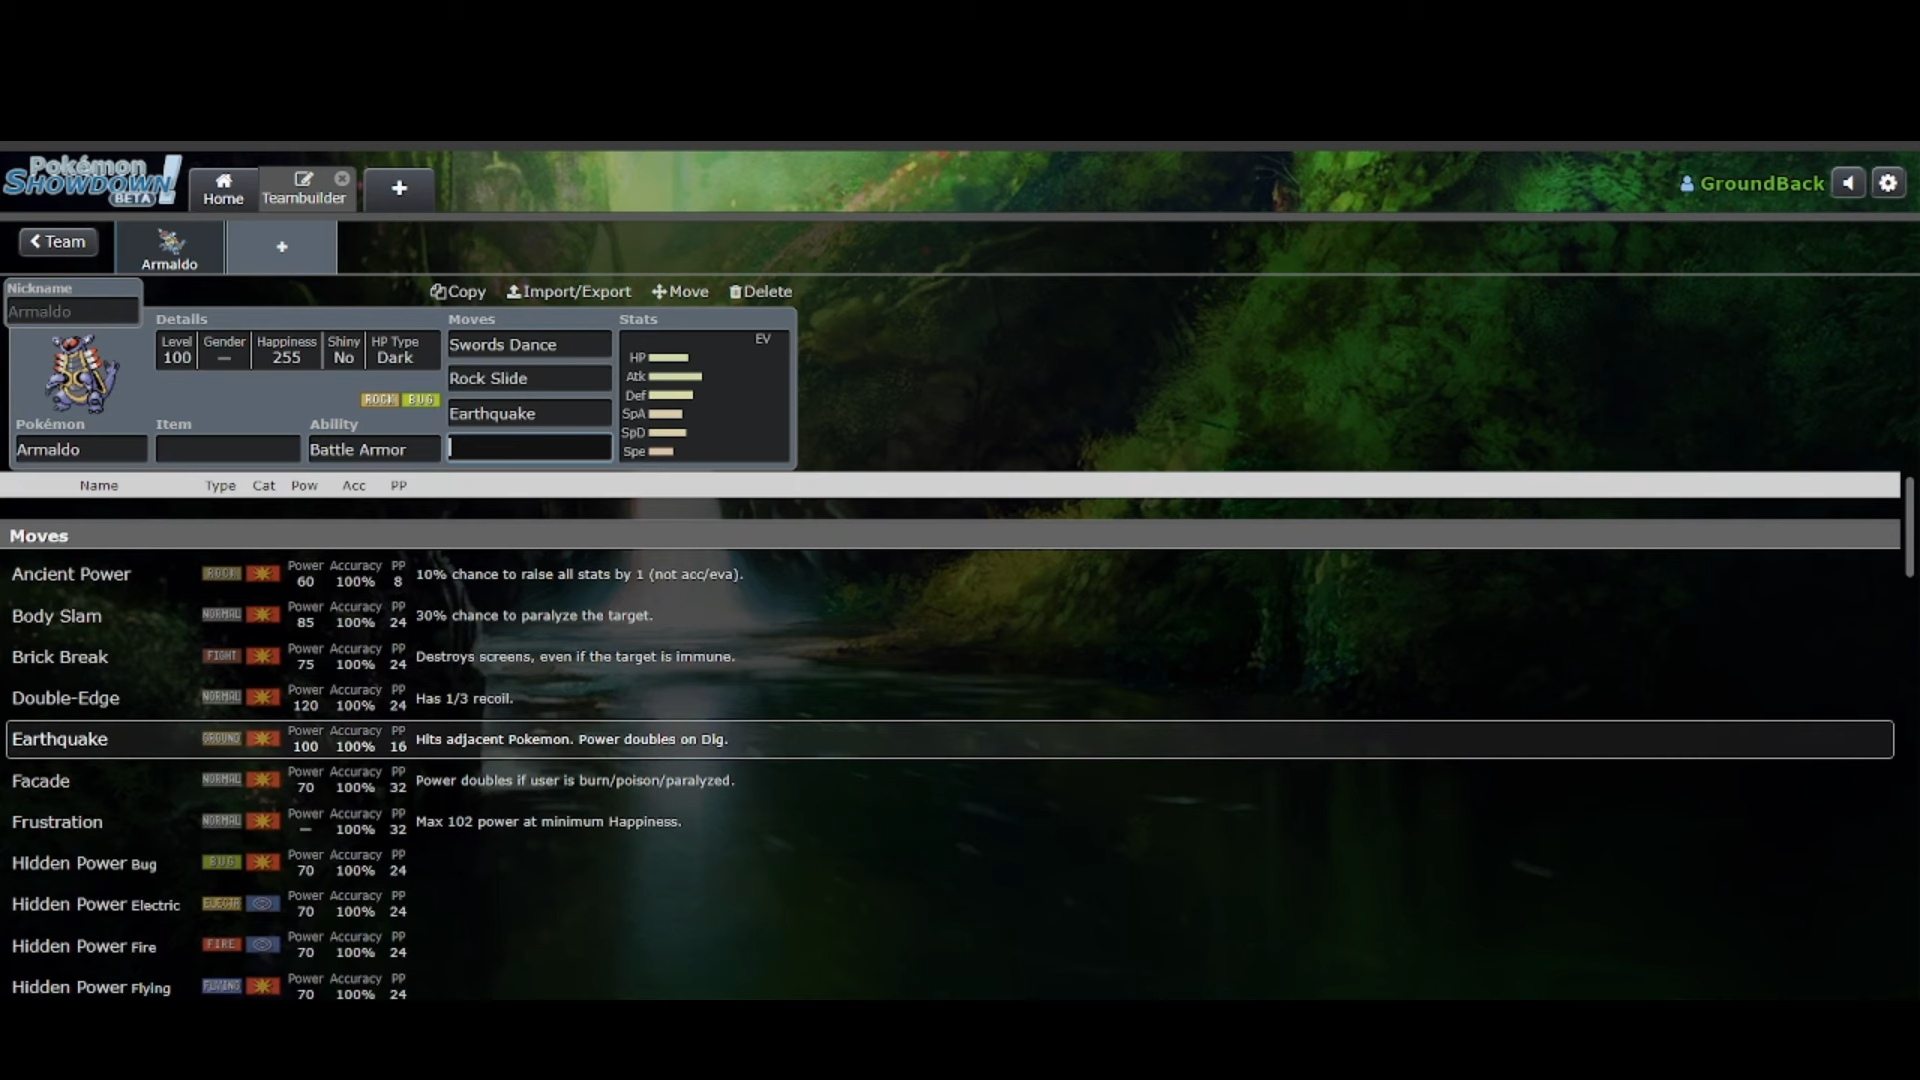 Pokémon
SHOWDOWN!
BETA
Home
Teambuilder
+
GroundBack
Team
Armaldo
+
Nickname
Armaldo
Copy Import/Export Move Delete
Details
Level Gender Happiness Shiny HP Type
100 — 255 No Dark
ROCK BUG
Pokémon Item Ability
Armaldo Battle Armor
Moves
Swords Dance
Rock Slide
Earthquake
Stats
EV
HP
Atk
Def
SpA
SpD
Spe
Name Type Cat Pow Acc PP
Moves
Ancient Power ROCK Power 60 Accuracy 100% PP 8 10% chance to raise all stats by 1 (not acc/eva).
Body Slam NORMAL Power 85 Accuracy 100% PP 24 30% chance to paralyze the target.
Brick Break FIGHT Power 75 Accuracy 100% PP 24 Destroys screens, even if the target is immune.
Double-Edge NORMAL Power 120 Accuracy 100% PP 24 Has 1/3 recoil.
Earthquake GROUND Power 100 Accuracy 100% PP 16 Hits adjacent Pokemon. Power doubles on Dig.
Facade NORMAL Power 70 Accuracy 100% PP 32 Power doubles if user is burn/poison/paralyzed.
Frustration NORMAL Power — Accuracy 100% PP 32 Max 102 power at minimum Happiness.
Hidden Power Bug BUG Power 70 Accuracy 100% PP 24
Hidden Power Electric ELECTR Power 70 Accuracy 100% PP 24
Hidden Power Fire FIRE Power 70 Accuracy 100% PP 24
Hidden Power Flying FLYING Power 70 Accuracy 100% PP 24